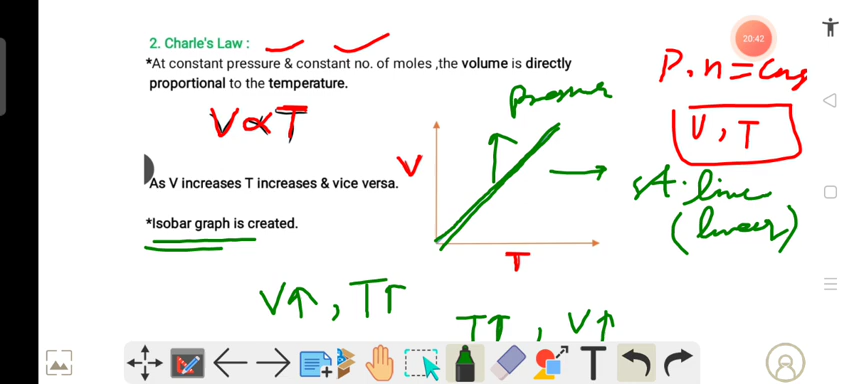 20:42
2. Charle's Law :
*At constant pressure & constant no. of moles ,the volume is directly
proportional to the temperature.
P, n = Cons
V ∝ T
V, T
V
As V increases T increases & vice versa.
St. line
(linear)
*Isobar graph is created.
T
V↑, T↑
T↑, V↑
T